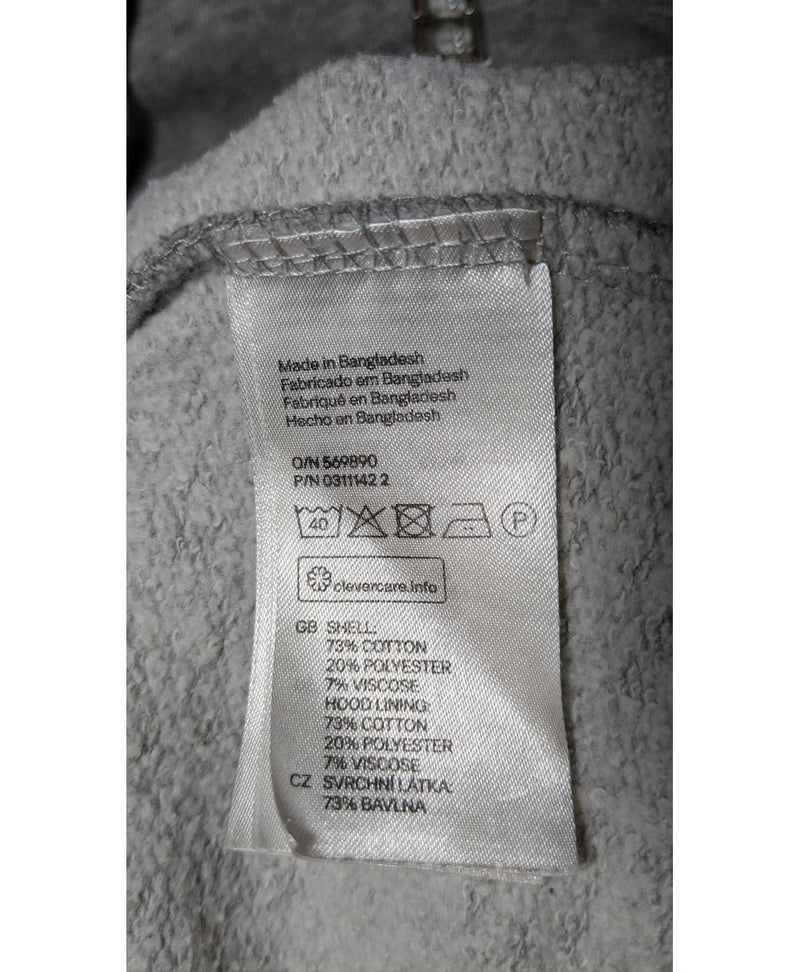 Made in Bangladesh
Fabricado em Bangladesh
Fabriqué en Bangladesh
Hecho en Bangladesh
O/N 569890
P/N 0311142 2
40 P
clevercare.info
GB SHELL:
73% COTTON
20% POLYESTER
7% VISCOSE
HOOD LINING:
73% COTTON
20% POLYESTER
7% VISCOSE
CZ SVRCHNÍ LÁTKA:
73% BAVLNA